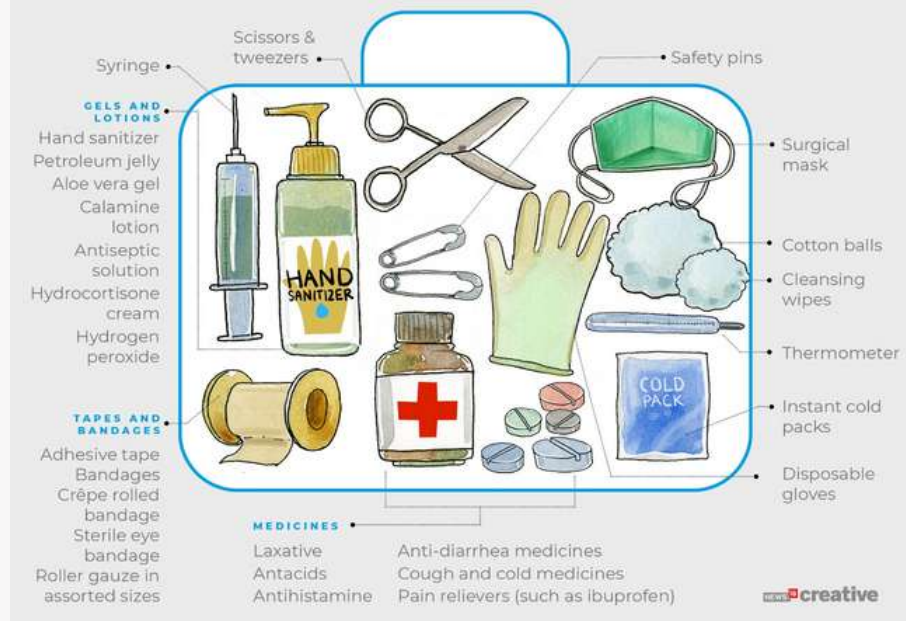 Scissors &
tweezers
Safety pins
Syringe
GELS AND
LOTIONS
Hand sanitizer
Petroleum jelly
Aloe vera gel
Calamine
lotion
Antiseptic
solution
Hydrocortisone
cream
Hydrogen
peroxide
HAND
SANITIZER
Surgical
mask
Cotton balls
Cleansing
wipes
Thermometer
COLD
PACK
Instant cold
packs
Disposable
gloves
TAPES AND
BANDAGES
Adhesive tape
Bandages
Crêpe rolled
bandage
Sterile eye
bandage
Roller gauze in
assorted sizes
MEDICINES
Laxative
Antacids
Antihistamine
Anti-diarrhea medicines
Cough and cold medicines
Pain relievers (such as ibuprofen)
NEWS18 creative